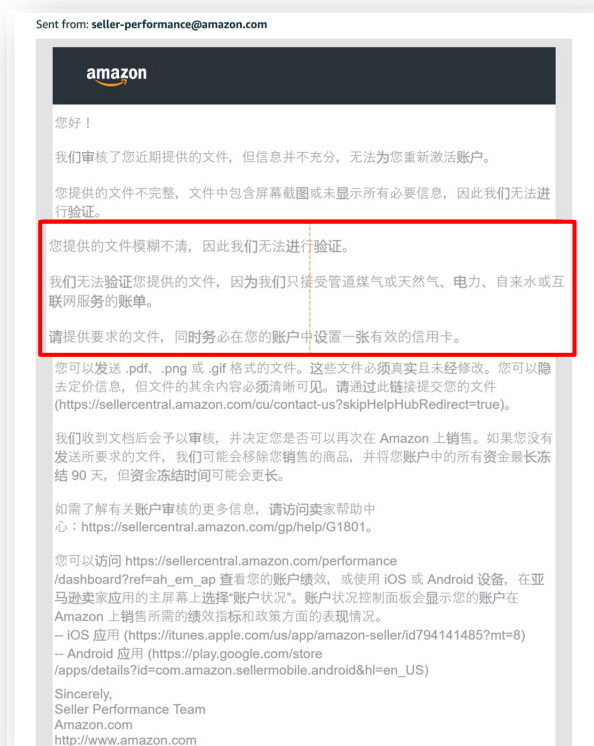 Sent from: seller-performance@amazon.com
amazon
您好！
我们审核了您近期提供的文件，但信息并不充分，无法为您重新激活账户。
您提供的文件不完整，文件中包含屏幕截图或未显示所有必要信息，因此我们无法进
行验证。
您提供的文件模糊不清，因此我们无法进行验证。
我们无法验证您提供的文件，因为我们只接受管道煤气或天然气、电力、自来水或互
联网服务的账单。
请提供要求的文件，同时务必在您的账户中设置一张有效的信用卡。
您可以发送 .pdf、.png 或 .gif 格式的文件。这些文件必须真实且未经修改。您可以隐
去定价信息，但文件的其余内容必须清晰可见。请通过此链接提交您的文件
(https://sellercentral.amazon.com/cu/contact-us?skipHelpHubRedirect=true)。
我们收到文档后会予以审核，并决定您是否可以再次在 Amazon 上销售。如果您没有
发送所要求的文件，我们可能会移除您销售的商品，并将您账户中的所有资金最长冻
结 90 天，但资金冻结时间可能会更长。
如需了解有关账户审核的更多信息，请访问卖家帮助中
心：https://sellercentral.amazon.com/gp/help/G1801。
您可以访问 https://sellercentral.amazon.com/performance
/dashboard?ref=ah_em_ap 查看您的账户绩效，或使用 iOS 或 Android 设备，在亚
马逊卖家应用的主屏幕上选择“账户状况”。账户状况控制面板会显示您的账户在
Amazon 上销售所需的绩效指标和政策方面的表现情况。
-- iOS 应用 (https://itunes.apple.com/us/app/amazon-seller/id794141485?mt=8)
-- Android 应用 (https://play.google.com/store
/apps/details?id=com.amazon.sellermobile.android&hl=en_US)
Sincerely,
Seller Performance Team
Amazon.com
http://www.amazon.com